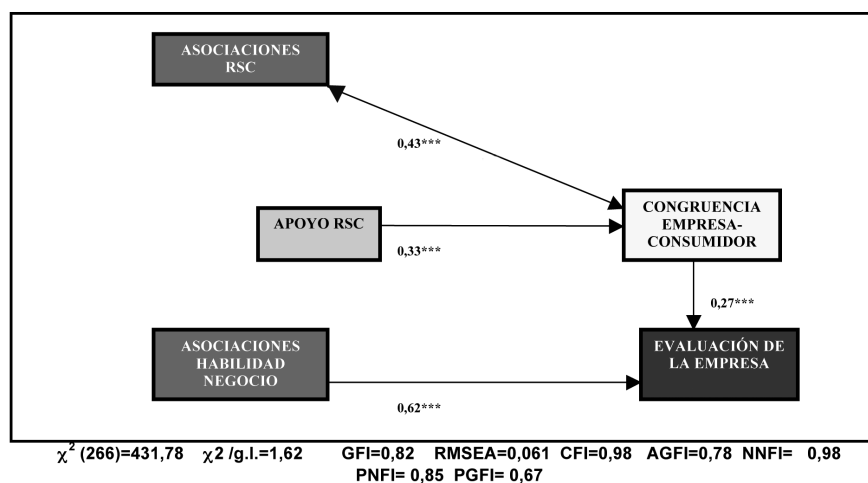 ASOCIACIONES
RSC
0,43***
APOYO RSC
0,33***
CONGRUENCIA
EMPRESA-
CONSUMIDOR
0,27***
ASOCIACIONES
HABILIDAD
NEGOCIO
0,62***
EVALUACIÓN DE
LA EMPRESA
χ² (266)=431,78 χ2 /g.l.=1,62 GFI=0,82 RMSEA=0,061 CFI=0,98 AGFI=0,78 NNFI= 0,98
PNFI= 0,85 PGFI= 0,67